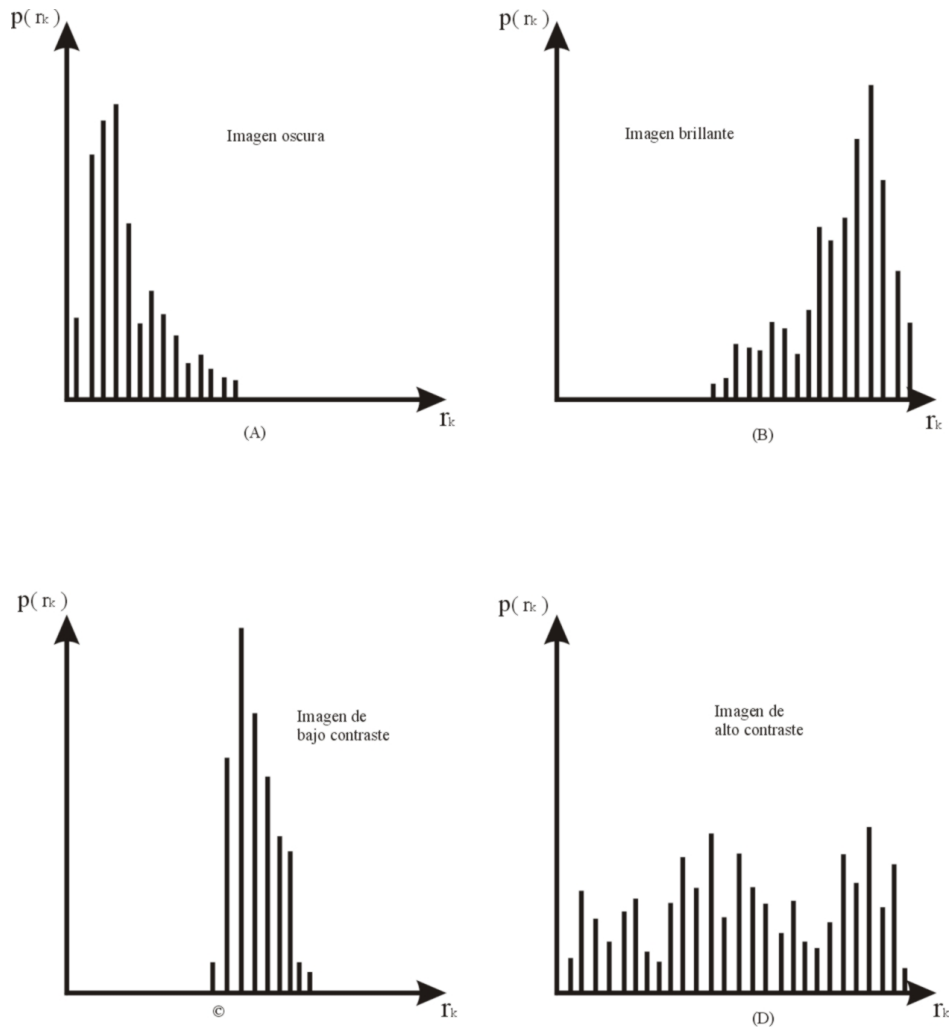 p( rₖ )
Imagen oscura
rₖ
(A)
p( rₖ )
Imagen brillante
rₖ
(B)
p( rₖ )
Imagen de
bajo contraste
rₖ
©
p( rₖ )
Imagen de
alto contraste
rₖ
(D)